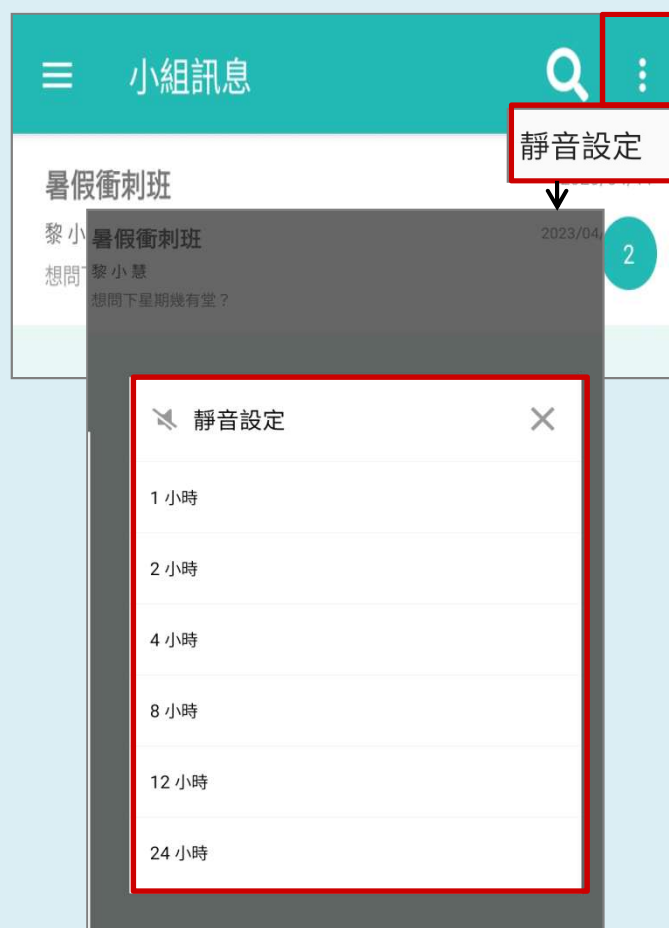 小組訊息
靜音設定
暑假衝刺班
黎 小
2
想問
暑假衝刺班
2023/04/
黎 小 慧
想問下星期幾有堂？
靜音設定
1 小時
2 小時
4 小時
8 小時
12 小時
24 小時